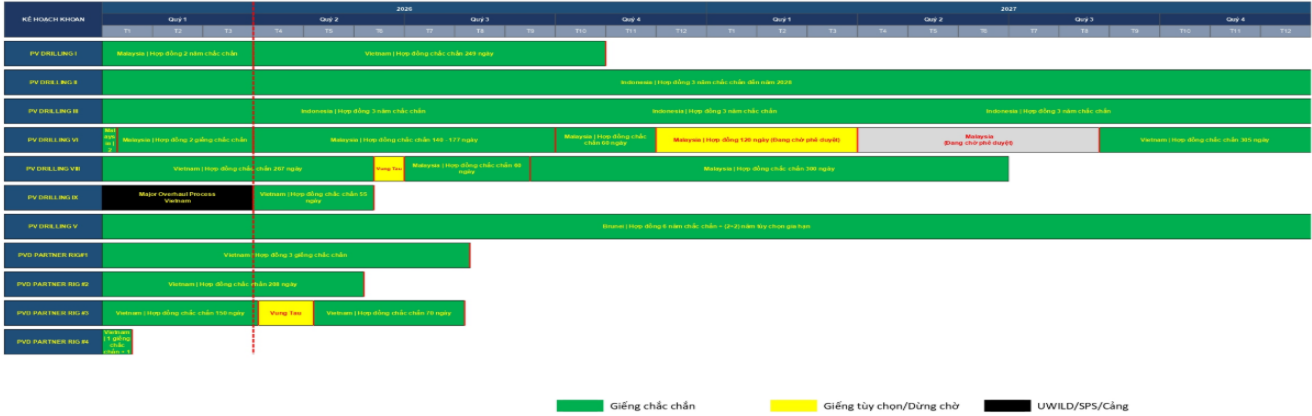 KẾ HOẠCH KHOAN
2026
2027
Quý 1
Quý 2
Quý 3
Quý 4
Quý 1
Quý 2
Quý 3
Quý 4
T1 T2 T3 T4 T5 T6 T7 T8 T9 T10 T11 T12 T1 T2 T3 T4 T5 T6 T7 T8 T9 T10 T11 T12
PV DRILLING I
Malaysia | Hợp đồng 2 năm chắc chắn
Vietnam | Hợp đồng chắc chắn 249 ngày
PV DRILLING II
Indonesia | Hợp đồng 3 năm chắc chắn đến năm 2028
PV DRILLING III
Indonesia | Hợp đồng 3 năm chắc chắn
Indonesia | Hợp đồng 3 năm chắc chắn
Indonesia | Hợp đồng 3 năm chắc chắn
PV DRILLING VI
Mal
aysi
a |
2
Malaysia | Hợp đồng 2 giếng chắc chắn
Malaysia | Hợp đồng chắc chắn 148 - 177 ngày
Malaysia | Hợp đồng chắc
chắn 60 ngày
Malaysia | Hợp đồng 120 ngày (Đang chờ phê duyệt)
Malaysia
(Đang chờ phê duyệt)
Vietnam | Hợp đồng chắc chắn 365 ngày
PV DRILLING VIII
Vietnam | Hợp đồng chắc chắn 267 ngày
Vung Tau
Malaysia | Hợp đồng chắc chắn 80
ngày
Malaysia | Hợp đồng chắc chắn 300 ngày
PV DRILLING IX
Major Overhaul Process
Vietnam
Vietnam | Hợp đồng chắc chắn 55
ngày
PV DRILLING V
Brunei | Hợp đồng 6 năm chắc chắn + (2+2) năm tùy chọn gia hạn
PVD PARTNER RIG#1
Vietnam | Hợp đồng 3 giếng chắc chắn
PVD PARTNER RIG #2
Vietnam | Hợp đồng chắc chắn 208 ngày
PVD PARTNER RIG #3
Vietnam | Hợp đồng chắc chắn 150 ngày
Vung Tau
Vietnam | Hợp đồng chắc chắn 70 ngày
PVD PARTNER RIG #4
Vietnam
| 1 giếng
chắc
chắn + 1
Giếng chắc chắn
Giếng tùy chọn/Dừng chờ
UWILD/SPS/Cảng